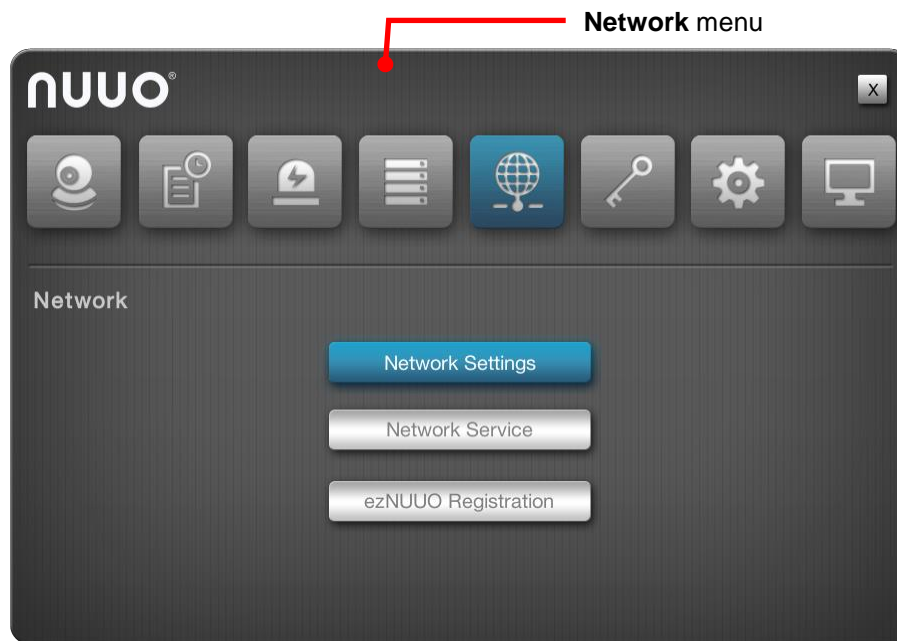 Network menu
nuuo®
X
Network
Network Settings
Network Service
ezNUUO Registration